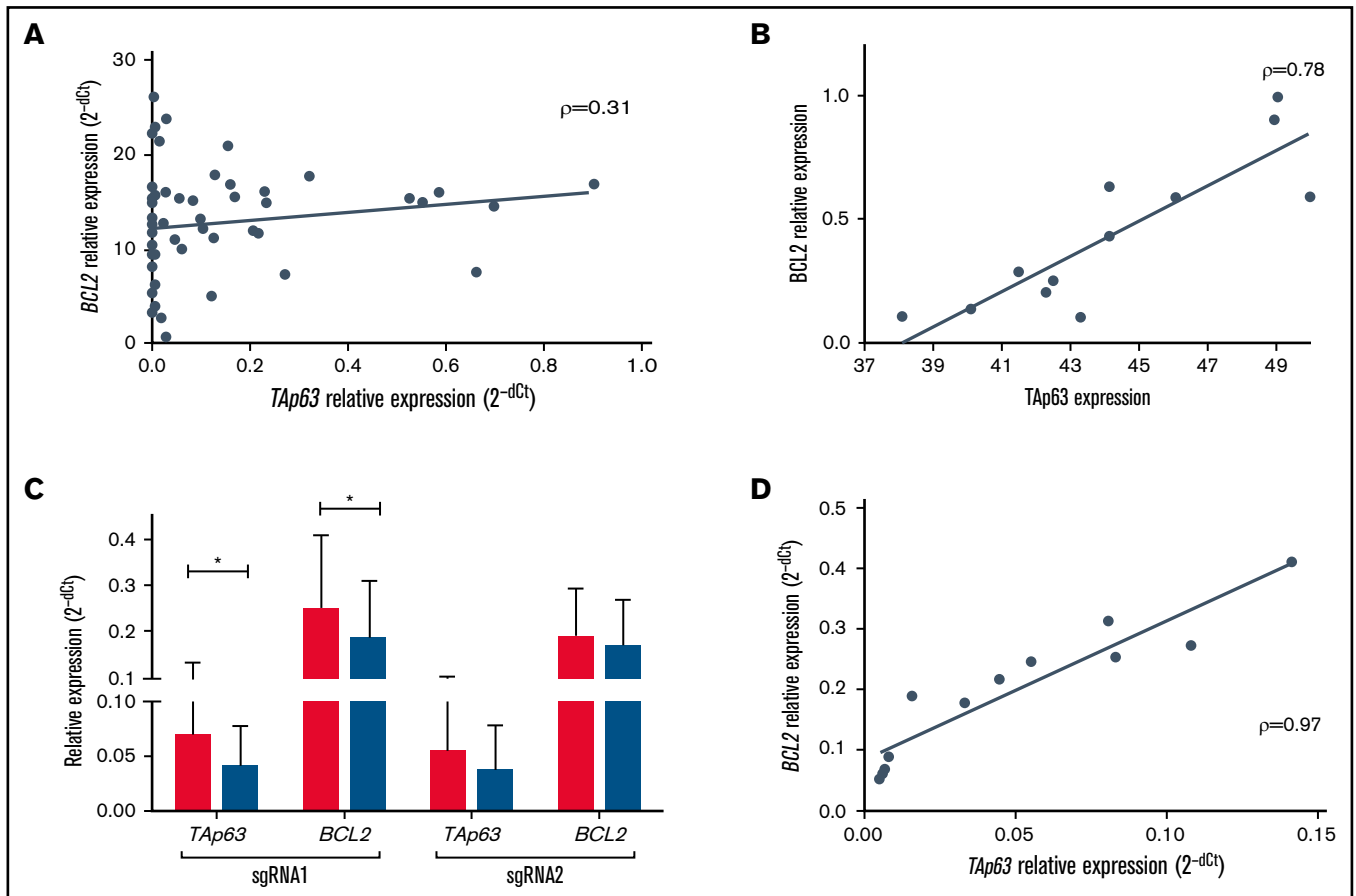 A
30
20
10
0
BCL2 relative expression (2⁻ᵈᶜᵗ)
ρ=0.31
0.0 0.2 0.4 0.6 0.8 1.0
TAp63 relative expression (2⁻ᵈᶜᵗ)
B
1.0
0.5
0.0
BCL2 relative expression
ρ=0.78
37 39 41 43 45 47 49
TAp63 expression
C
0.4
0.3
0.2
0.1
0.10
0.05
0.00
Relative expression (2⁻ᵈᶜᵗ)
*
*
TAp63 BCL2 TAp63 BCL2
sgRNA1 sgRNA2
D
0.5
0.4
0.3
0.2
0.1
0.0
BCL2 relative expression (2⁻ᵈᶜᵗ)
ρ=0.97
0.00 0.05 0.10 0.15
TAp63 relative expression (2⁻ᵈᶜᵗ)